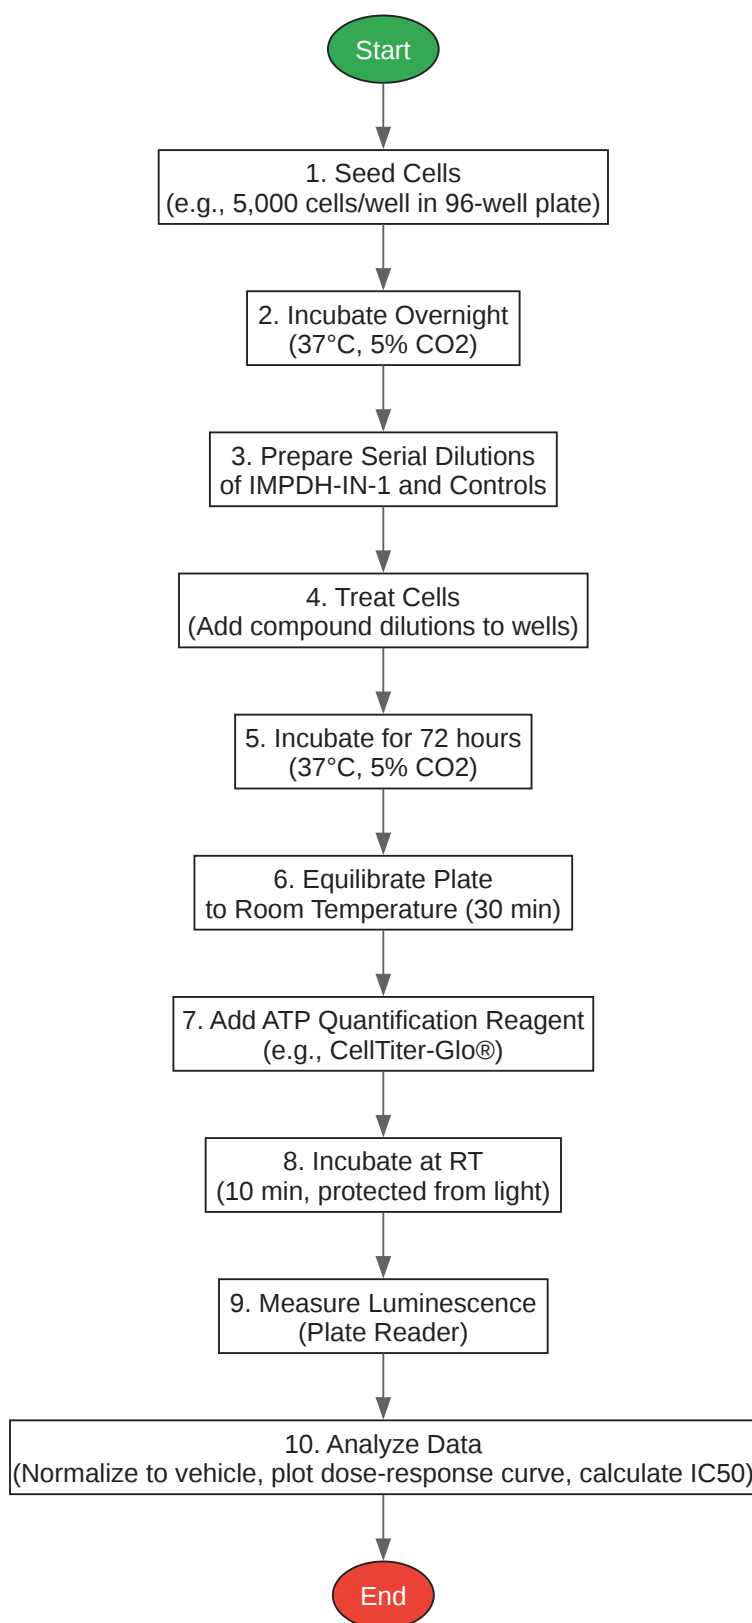 Start
1. Seed Cells
(e.g., 5,000 cells/well in 96-well plate)
2. Incubate Overnight
(37°C, 5% CO2)
3. Prepare Serial Dilutions
of IMPDH-IN-1 and Controls
4. Treat Cells
(Add compound dilutions to wells)
5. Incubate for 72 hours
(37°C, 5% CO2)
6. Equilibrate Plate
to Room Temperature (30 min)
7. Add ATP Quantification Reagent
(e.g., CellTiter-Glo®)
8. Incubate at RT
(10 min, protected from light)
9. Measure Luminescence
(Plate Reader)
10. Analyze Data
(Normalize to vehicle, plot dose-response curve, calculate IC50)
End